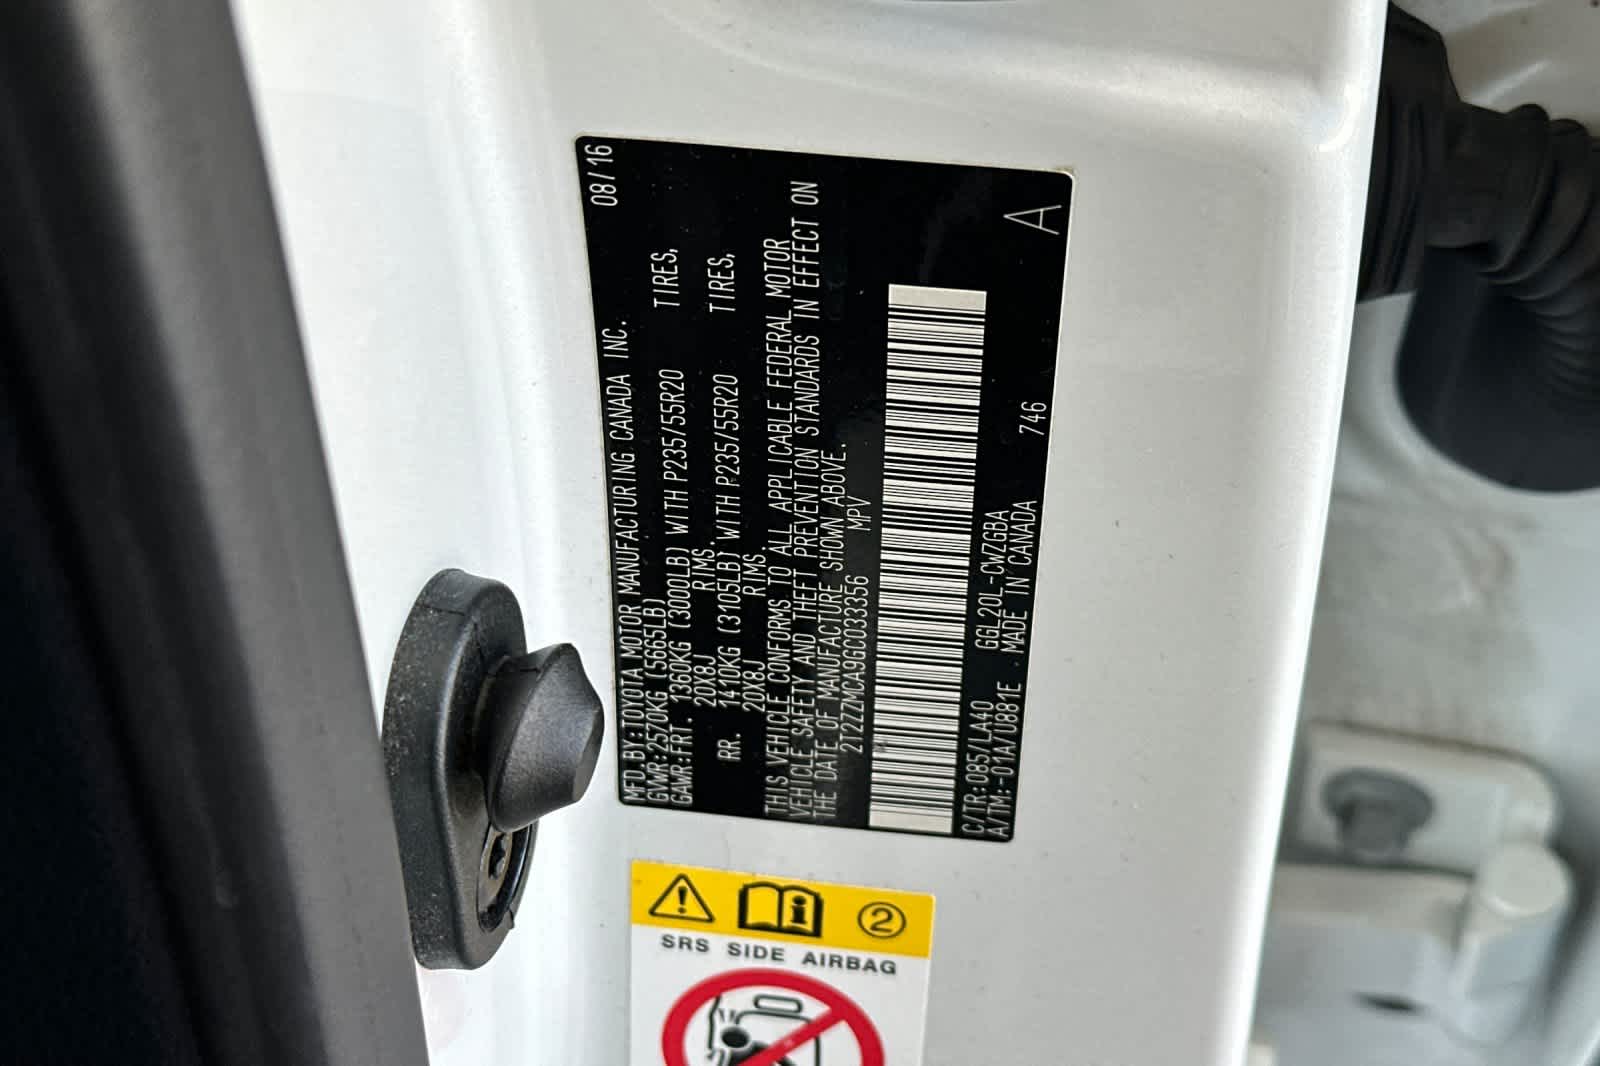 MFD.BY:TOYOTA MOTOR MANUFACTURING CANADA INC. 08/16
GVWR:2570KG (5665LB)
GAWR:FRT. 1360KG (3000LB) WITH P235/55R20 TIRES,
20X8J RIMS.
RR. 1410KG (3105LB) WITH P235/55R20 TIRES,
20X8J RIMS.
THIS VEHICLE CONFORMS TO ALL APPLICABLE FEDERAL MOTOR
VEHICLE SAFETY AND THEFT PREVENTION STANDARDS IN EFFECT ON
THE DATE OF MANUFACTURE SHOWN ABOVE.
2T2ZZMCA9GC033356 MPV
C/TR:085/LA40 GGL20L-CWZGBA
A/TM:-01A/U881E . MADE IN CANADA 746 A
2
SRS SIDE AIRBAG